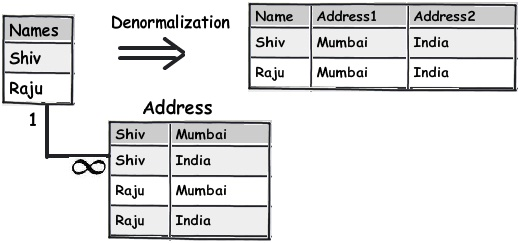 Names
Shiv
Raju
1
Denormalization
Name Address1 Address2
Shiv Mumbai India
Raju Mumbai India
Address
Shiv Mumbai
Shiv India
Raju Mumbai
Raju India
∞